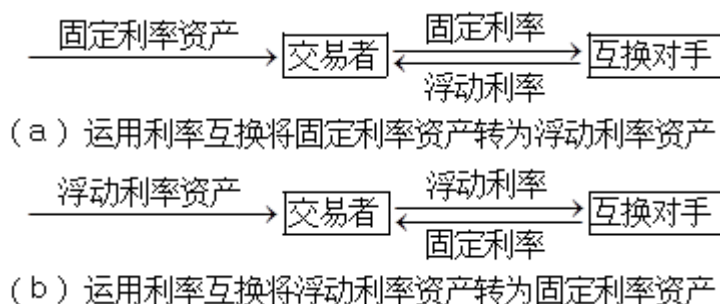 固定利率资产 交易者 固定利率 互换对手
浮动利率
(a)运用利率互换将固定利率资产转为浮动利率资产
浮动利率资产 交易者 浮动利率 互换对手
固定利率
(b)运用利率互换将浮动利率资产转为固定利率资产